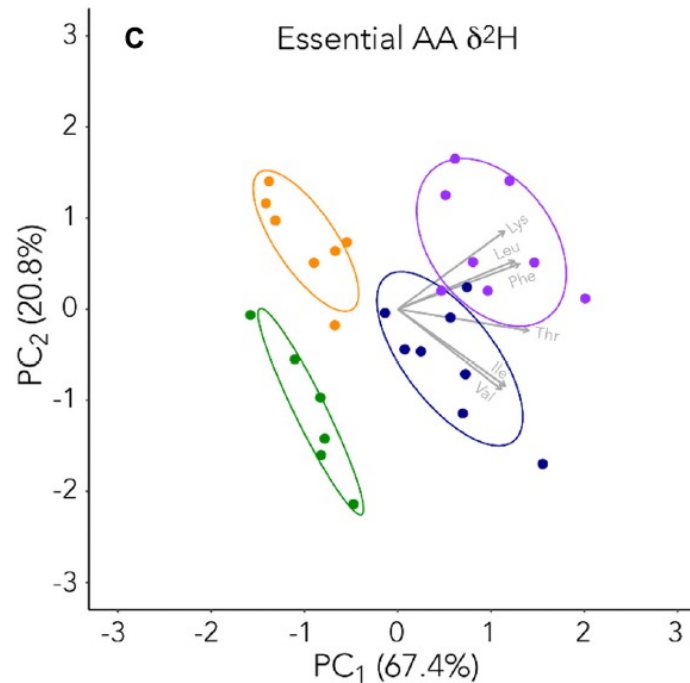 C
Essential AA δ²H
3
2
1
0
-1
-2
-3
PC₂ (20.8%)
Lys
Leu
Phe
Thr
Ile
Val
-3
-2
-1
0
1
2
3
PC₁ (67.4%)